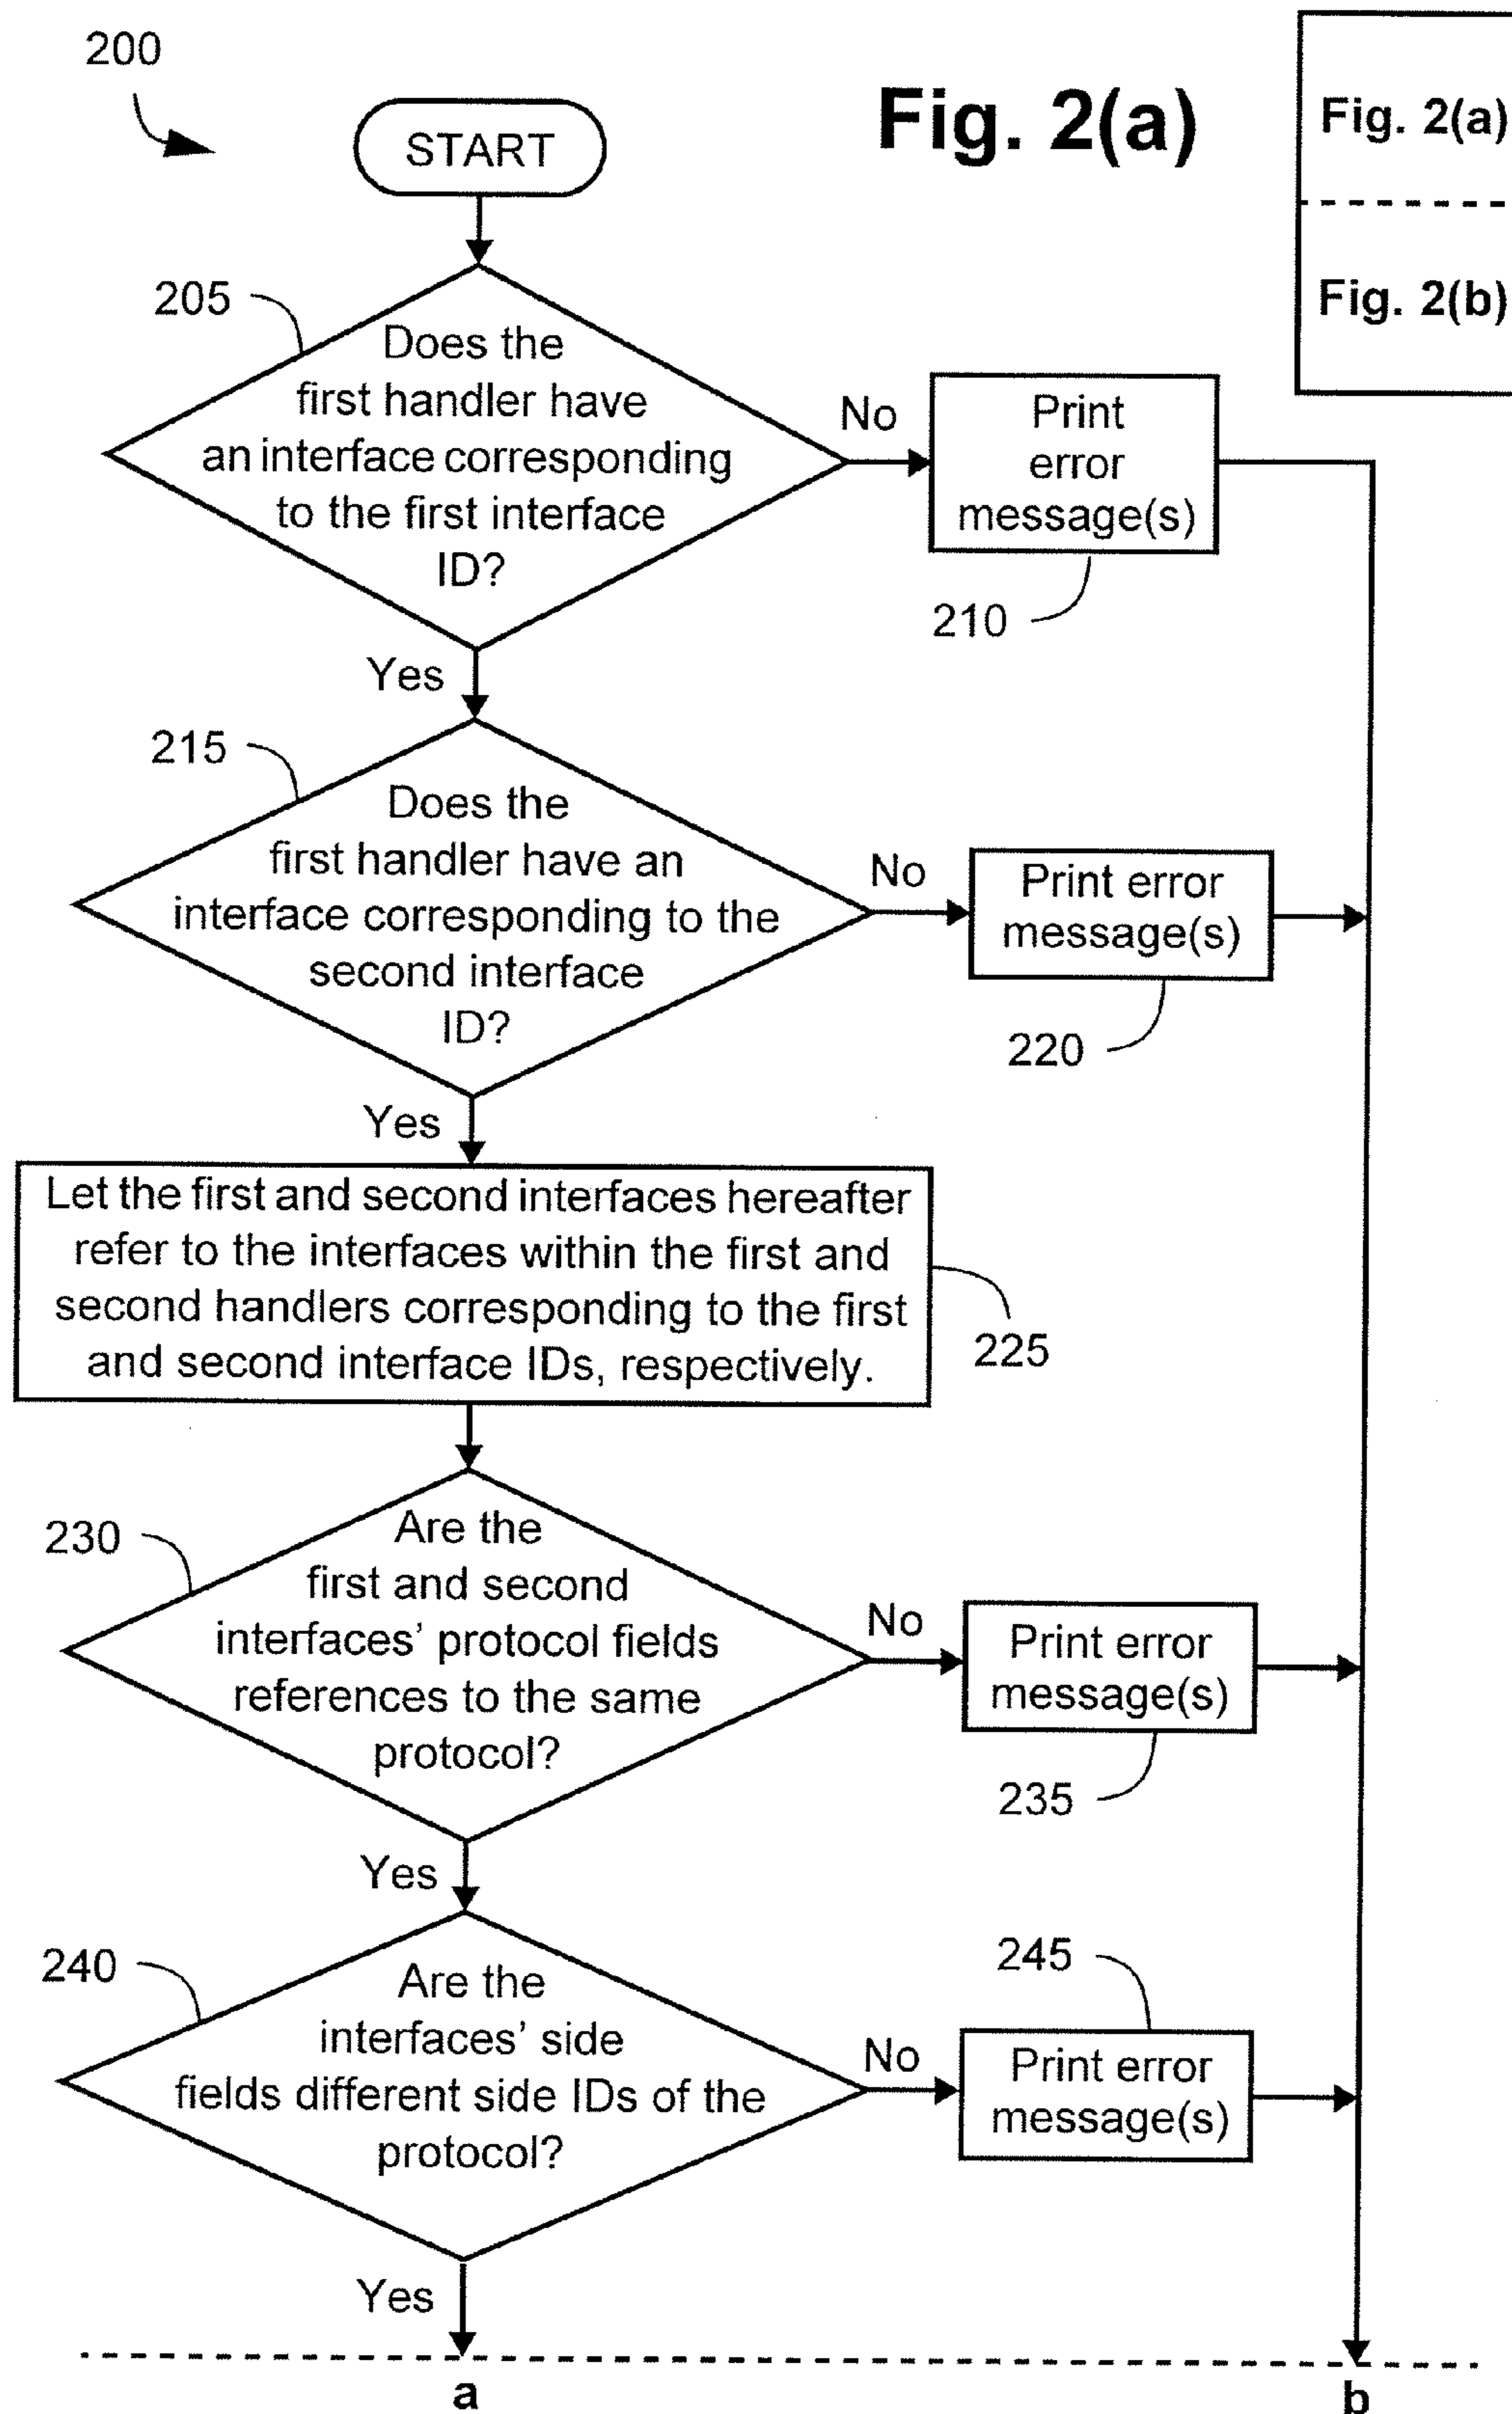 200
Fig. 2(a)
Fig. 2(a)
Fig. 2(b)
START
205
Does the
first handler have
an interface corresponding
to the first interface
ID?
No
Print
error
message(s)
210
Yes
215
Does the
first handler have an
interface corresponding to the
second interface
ID?
No
Print error
message(s)
220
Yes
Let the first and second interfaces hereafter
refer to the interfaces within the first and
second handlers corresponding to the first
and second interface IDs, respectively.
225
230
Are the
first and second
interfaces' protocol fields
references to the same
protocol?
No
Print error
message(s)
235
Yes
240
Are the
interfaces' side
fields different side IDs of the
protocol?
No
245
Print error
message(s)
Yes
a
b